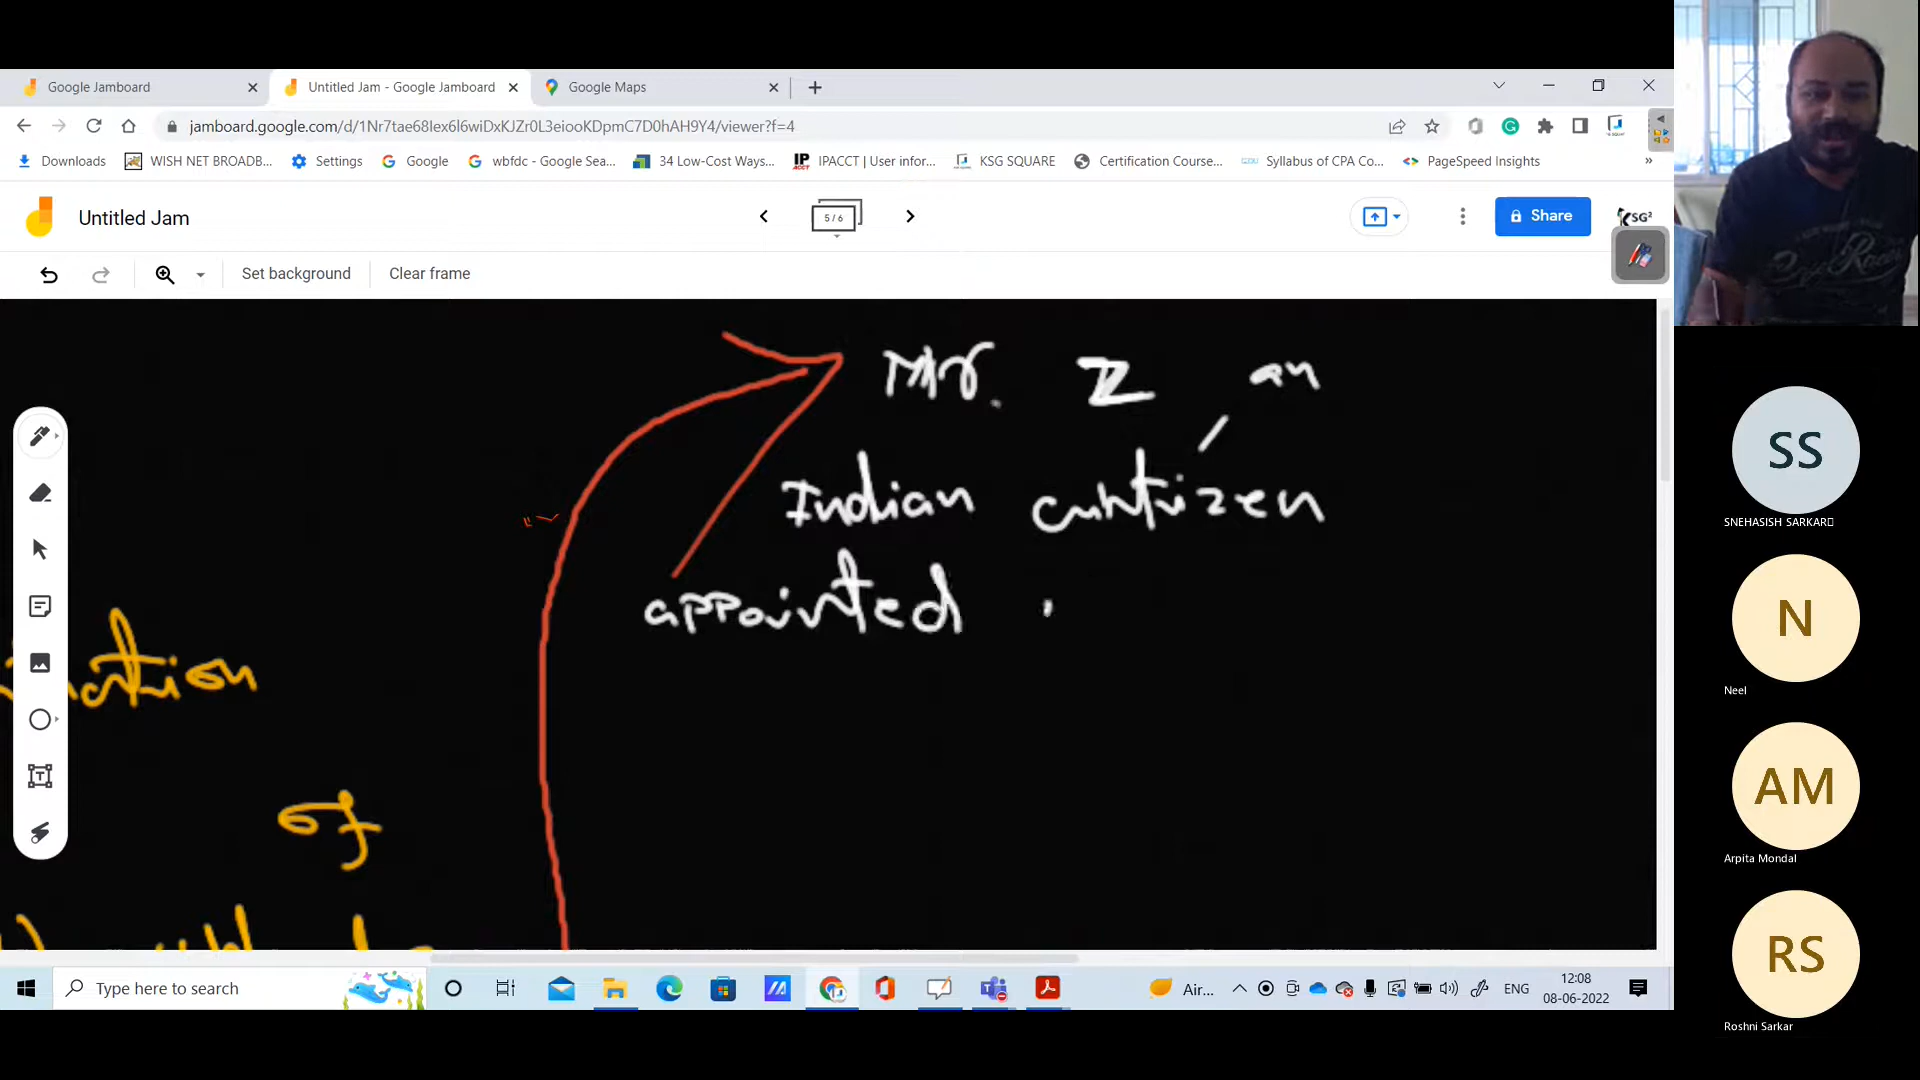 Google Jamboard
Untitled Jam - Google Jamboard
Google Maps
jamboard.google.com/d/1Nr7tae68Iex6l6wiDxKJZr0L3eiooKDpmC7D0hAH9Y4/viewer?f=4
Downloads
WISH NET BROADB...
Settings
Google
wbfdc - Google Sea...
34 Low-Cost Ways...
IPACCT | User infor...
KSG SQUARE
Certification Course...
Syllabus of CPA Co...
PageSpeed Insights
Untitled Jam
5 / 6
Share
KSG²
Set background
Clear frame
Mr. Z an
Indian cuntrizen
appointed
of
SS
SNEHASISH SARKAR
N
Neel
AM
Arpita Mondal
RS
Roshni Sarkar
Type here to search
Air...
ENG
12:08
08-06-2022